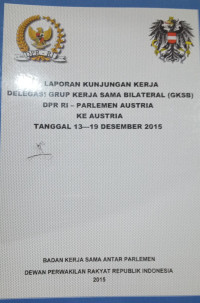 LAPORAN KUNJUNGAN KERJA
DELEGASI GRUP KERJA SAMA BILATERAL (GKSB)
DPR RI – PARLEMEN AUSTRIA
KE AUSTRIA
TANGGAL 13---19 DESEMBER 2015
BADAN KERJA SAMA ANTAR PARLEMEN
DEWAN PERWAKILAN RAKYAT REPUBLIK INDONESIA
2015